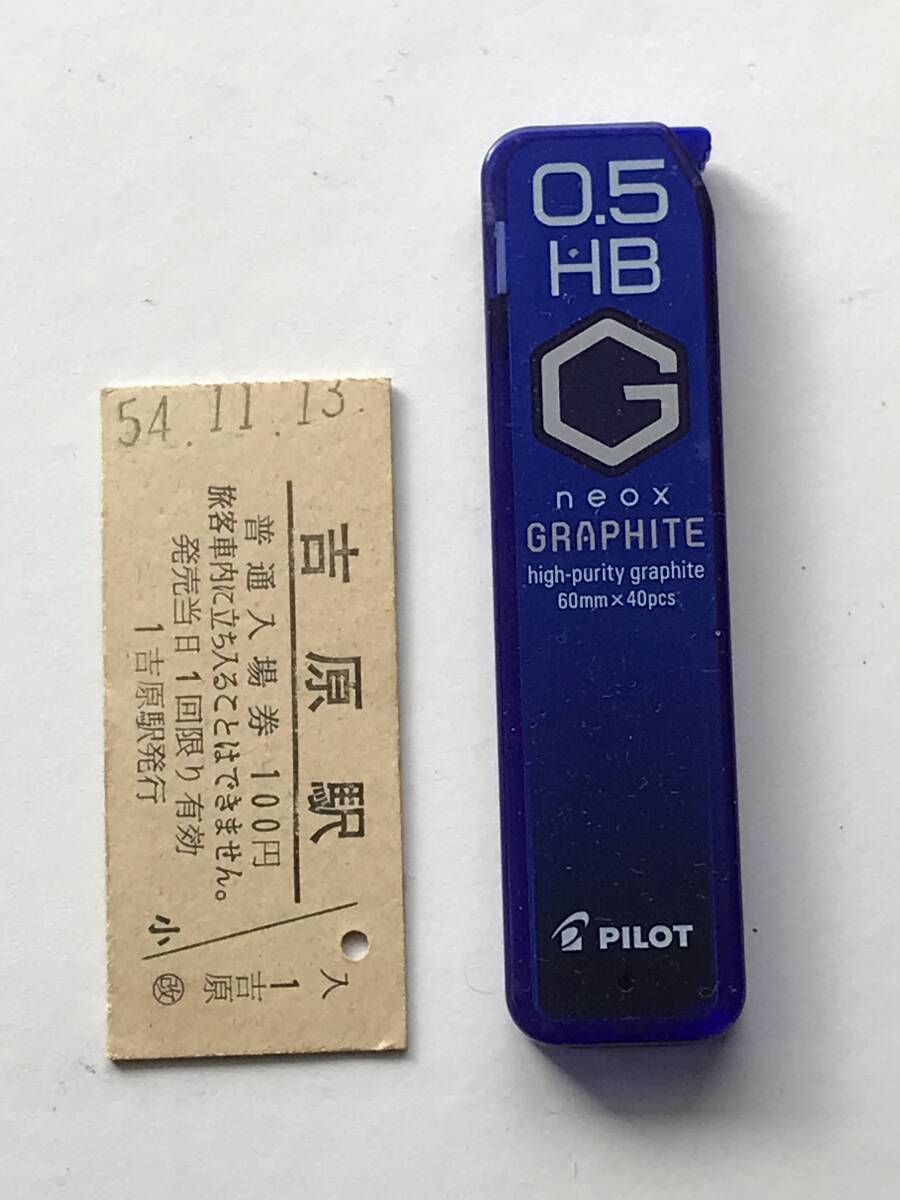 54.11.13.
吉原駅
普通入場券 100円
旅客車内に立ち入ることはできません。
発売当日1回限り有効
1吉原駅発行
小
入
1
吉原
改
0.5
HB
G
neox
GRAPHITE
high-purity graphite
60mm×40pcs
PILOT